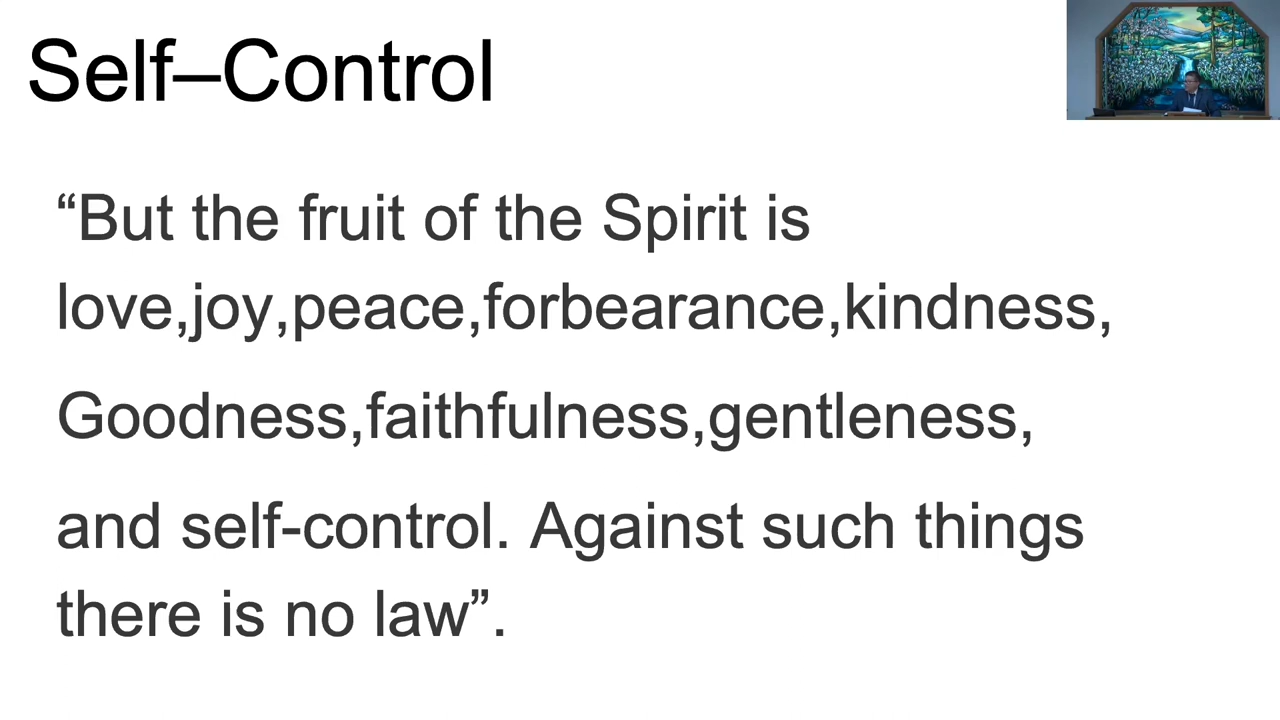 Self–Control
“But the fruit of the Spirit is
love,joy,peace,forbearance,kindness,
Goodness,faithfulness,gentleness,
and self-control. Against such things
there is no law”.